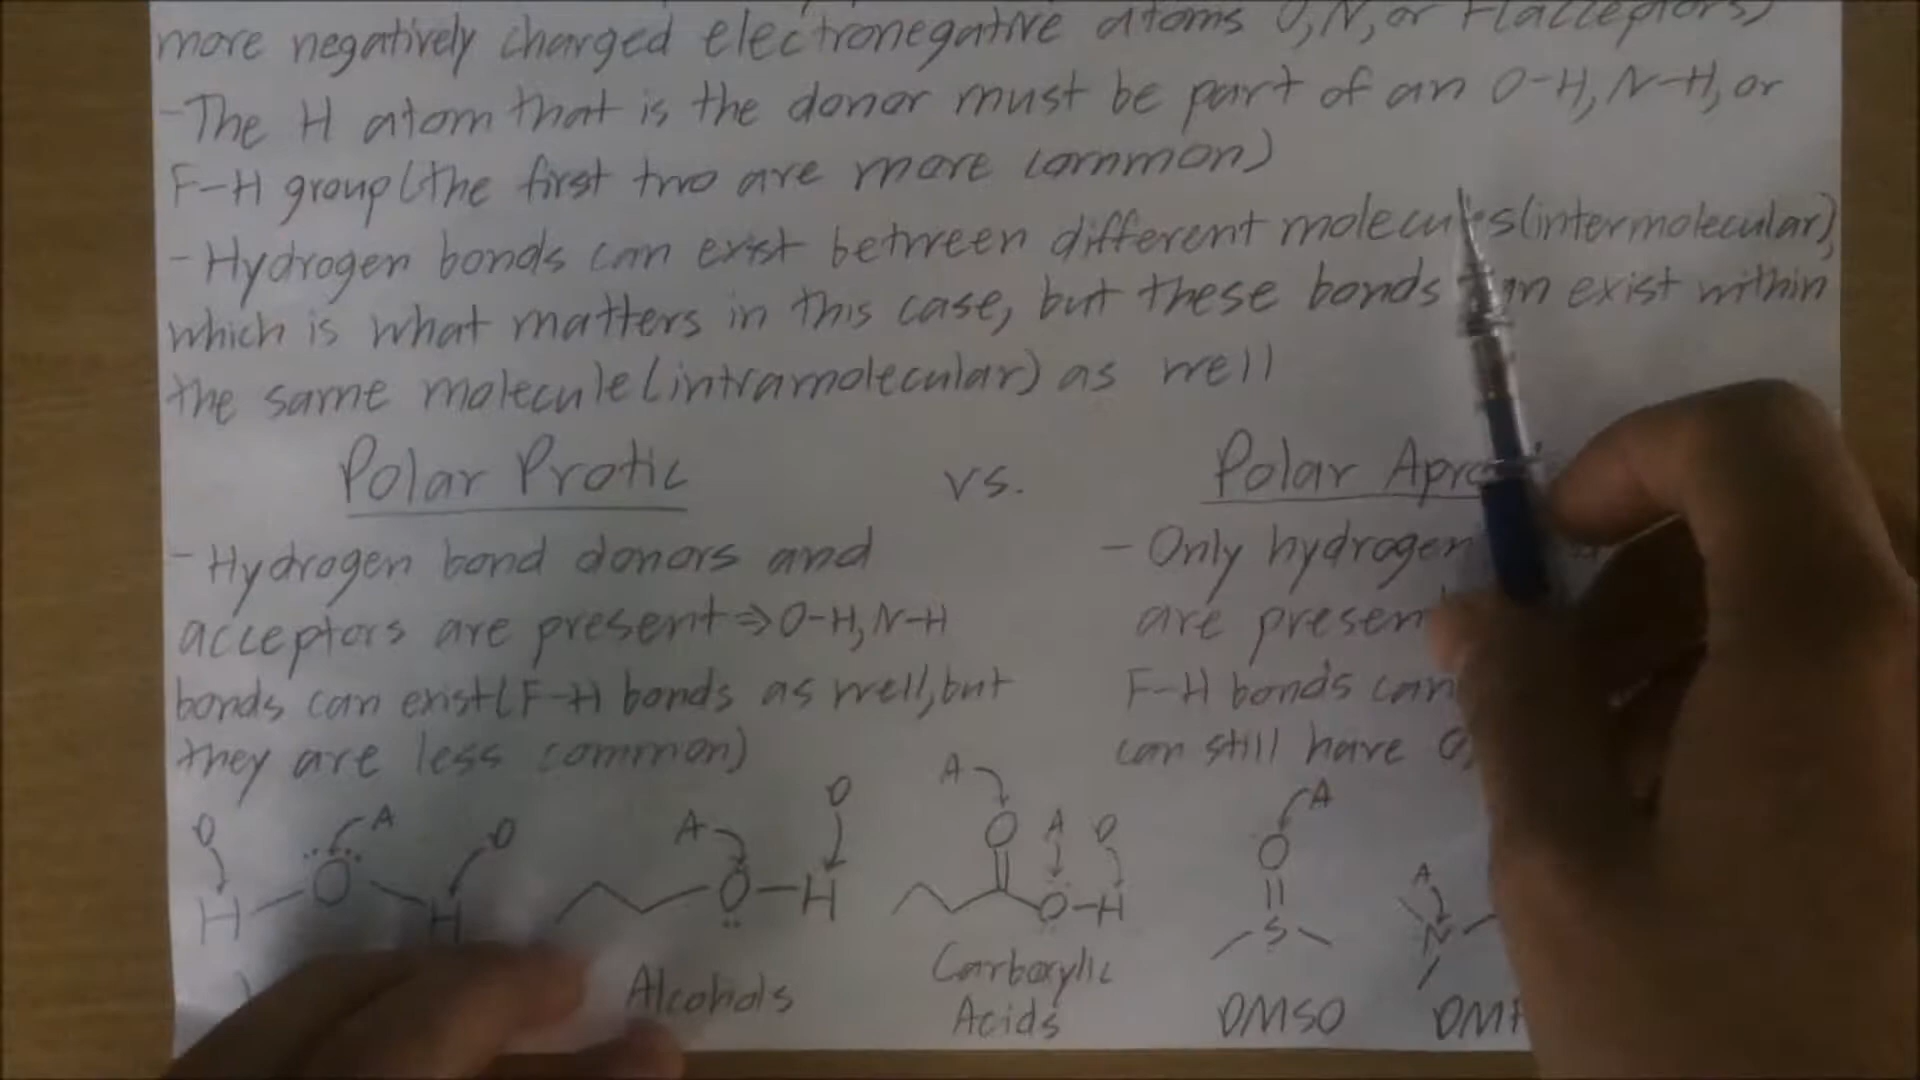 more negatively charged electronegative atoms O, N, or F(acceptors)
-The H atom that is the donor must be part of an O-H, N-H, or
F-H group(the first two are more common)
-Hydrogen bonds can exist between different molecules(intermolecular),
which is what matters in this case, but these bonds can exist within
the same molecule(intramolecular) as well
Polar Protic vs. Polar
-Hydrogen bond donors and
acceptors are present⇒O-H, N-H
bonds can exist(F-H bonds as well, but
they are less common)
-Only hydrogen
are present
F-H bonds can
can still have O,
D H O A D H
A O-H D
A O A D O-H
A O S
A N
Alcohols
Carboxylic
Acids
DMSO